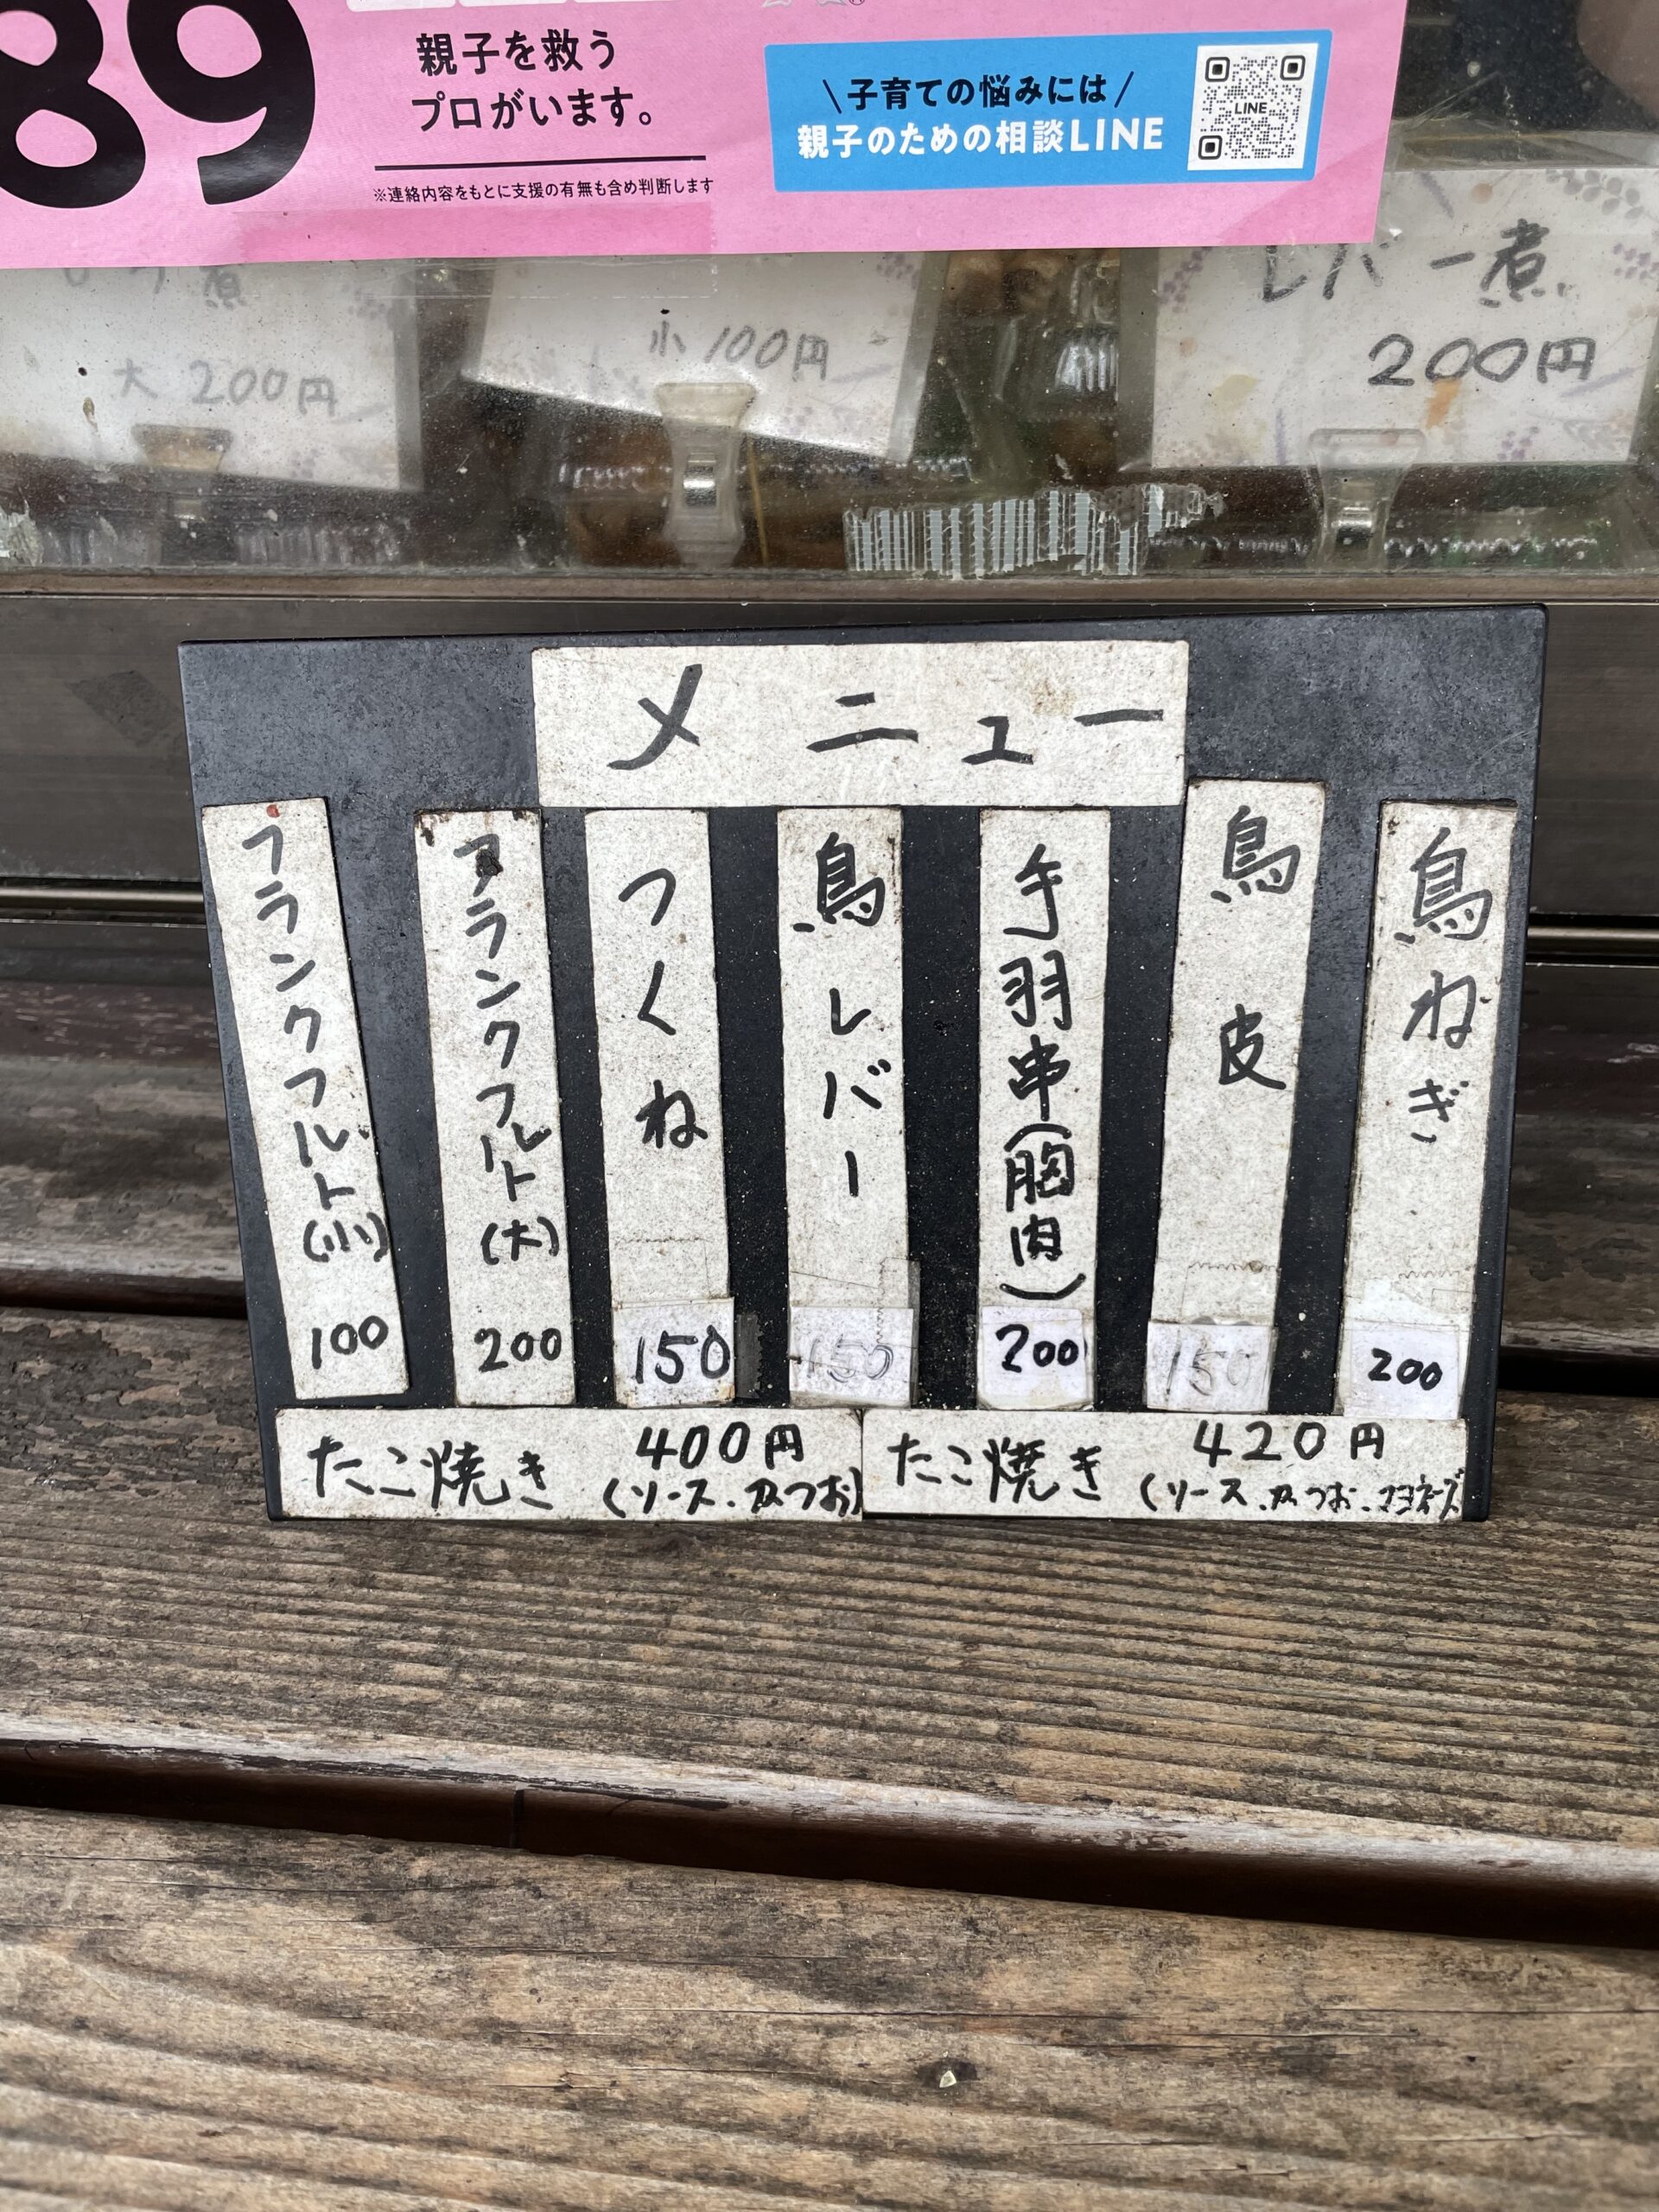 89
親子を救う
プロがいます。
※連絡内容をもとに支援の有無も含め判断します
\子育ての悩みには/
親子のための相談LINE
LINE
大 200円
小 100円
レバー煮
200円
メニュー
鳥ねぎ 200
鳥皮 150
手羽串(胸肉) 200
鳥レバー 150
つくね 150
フランクフルト(大) 200
フランクフルト(小) 100
たこ焼き 400円
(ソース.かつお)
たこ焼き 420円
(ソース.かつお.マヨネーズ